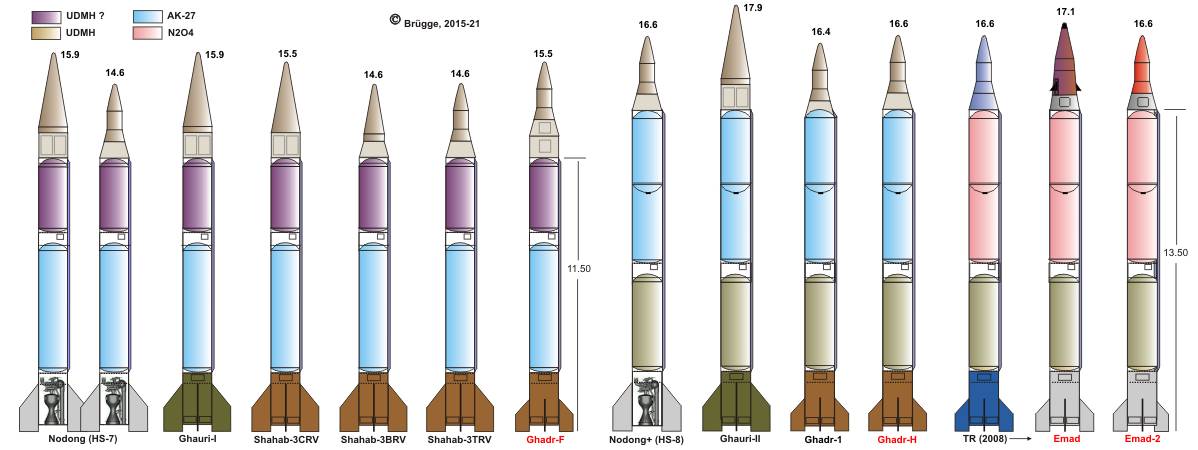 UDMH ?
AK-27
UDMH
N2O4
© Brügge, 2015-21
15.9
14.6
15.9
15.5
14.6
14.6
15.5
16.6
17.9
16.4
16.6
16.6
17.1
16.6
11.50
13.50
Nodong (HS-7)
Ghauri-I
Shahab-3CRV
Shahab-3BRV
Shahab-3TRV
Ghadr-F
Nodong+ (HS-8)
Ghauri-II
Ghadr-1
Ghadr-H
TR (2008)
Emad
Emad-2